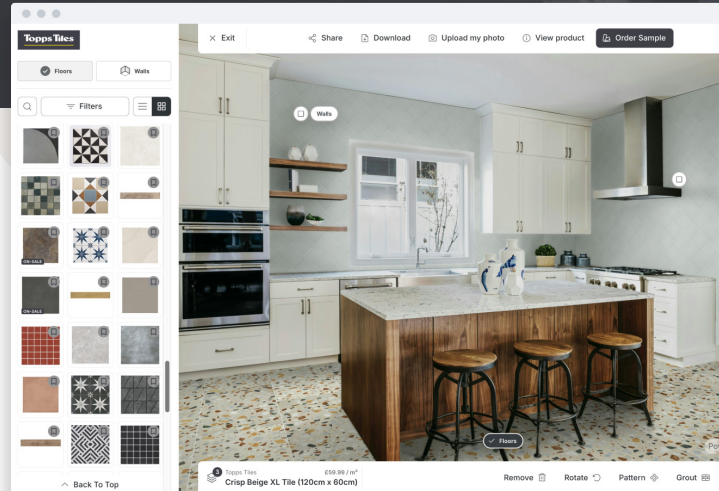 Topps Tiles
Exit
Share
Download
Upload my photo
View product
Order Sample
Floors
Walls
Filters
Walls
ON-SALE
ON-SALE
Floors
Back To Top
3
Topps Tiles
£59.99 / m²
Crisp Beige XL Tile (120cm x 60cm)
Remove
Rotate
Pattern
Grout